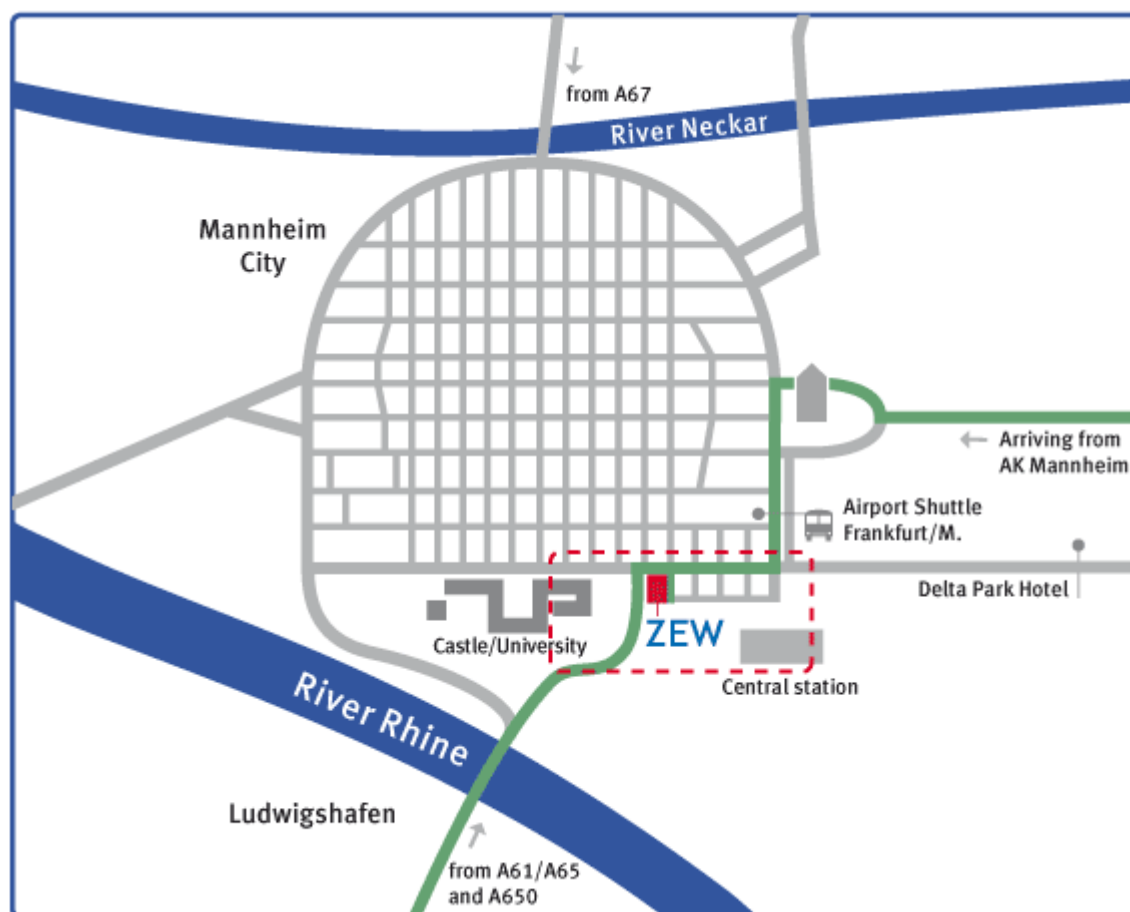 from A67
River Neckar
Mannheim
City
Arriving from
AK Mannheim
Airport Shuttle
Frankfurt/M.
Delta Park Hotel
ZEW
Castle/University
Central station
River Rhine
Ludwigshafen
from A61/A65
and A650